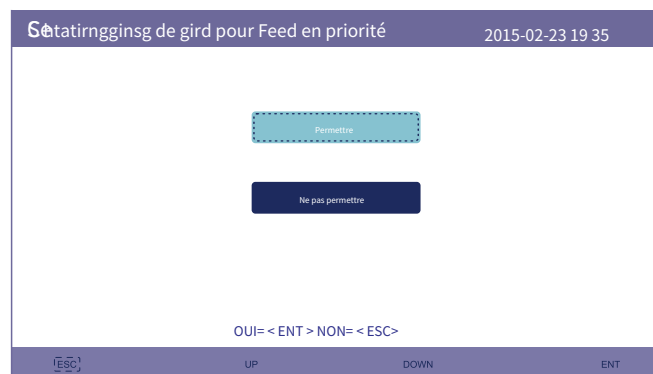 de gird pour Feed en priorité 2015-02-23 19 35
Permettre
Ne pas permettre
OUI= < ENT > NON= < ESC>
ESC UP DOWN ENT